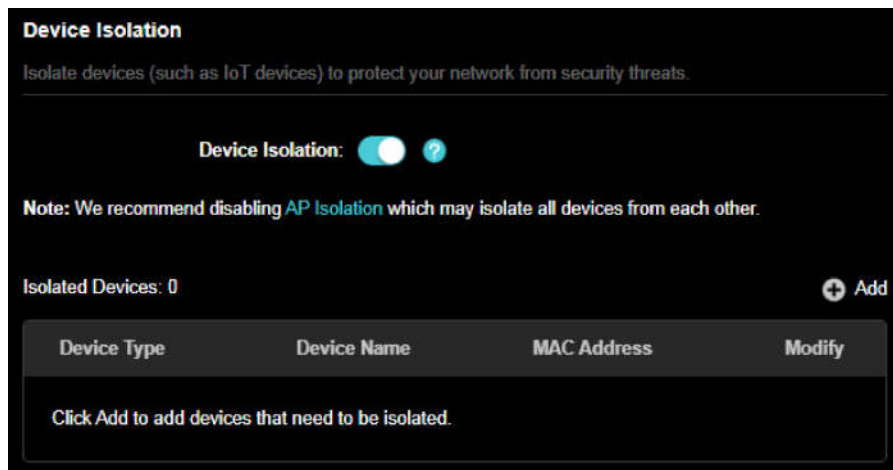 Device Isolation
Isolate devices (such as IoT devices) to protect your network from security threats.
Device Isolation: ?
Note: We recommend disabling AP Isolation which may isolate all devices from each other.
Isolated Devices: 0 Add
Device Type Device Name MAC Address Modify
Click Add to add devices that need to be isolated.